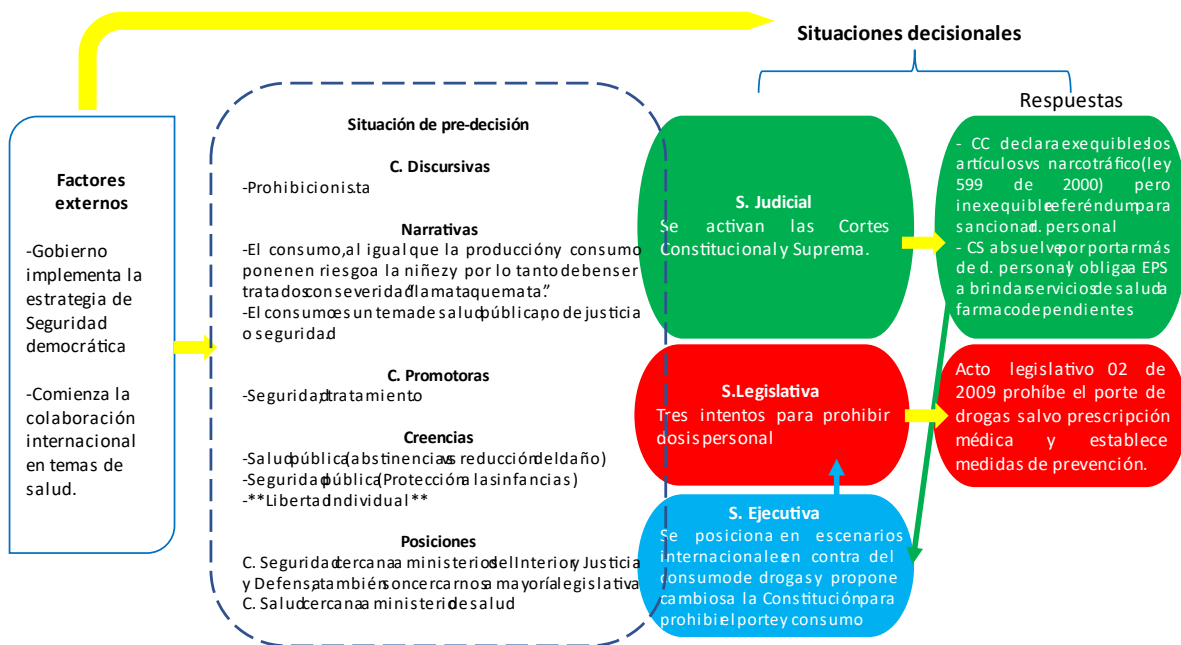 Situaciones decisionales
Factores
externos
-Gobierno
implementa la
estrategia de
Seguridad
democrática
-Comienza la
colaboración
internacional
en temas de
salud.
Situación de pre-decisión
C. Discursivas
-Prohibicionista.
Narrativas
-El consumo, al igual que la producción y consumo
ponen en riesgo a la niñez y por lo tanto deben ser
tratados con severidad "la mata que mata".
-El consumo es un tema de salud pública, no de justicia
o seguridad.
C. Promotoras
-Seguridad, tratamiento.
Creencias
-Salud pública (abstinencia vs reducción del daño)
-Seguridad pública (Protección a las infancias)
-**Libertad individual**
Posiciones
C. Seguridad cercana a ministerios del Interior y Justicia
y Defensa, también son cercarnos a mayoría legislativa
C. Salud cercana a ministerio de salud
S. Judicial
Se activan las Cortes
Constitucional y Suprema.
S.Legislativa
Tres intentos para prohibir
dosis personal
S. Ejecutiva
Se posiciona en escenarios
internacionales en contra del
consumo de drogas y propone
cambios a la Constitución para
prohibir el porte y consumo
Respuestas
- CC declara exequibles los
artículos vs narcotráfico (ley
599 de 2000) pero
inexequible referéndum para
sancionar d. personal
- CS absuelve por portar más
de d. personal y obliga a EPS
a brindar servicios de salud a
farmacodependientes
Acto legislativo 02 de
2009 prohíbe el porte de
drogas salvo prescripción
médica y establece
medidas de prevención.